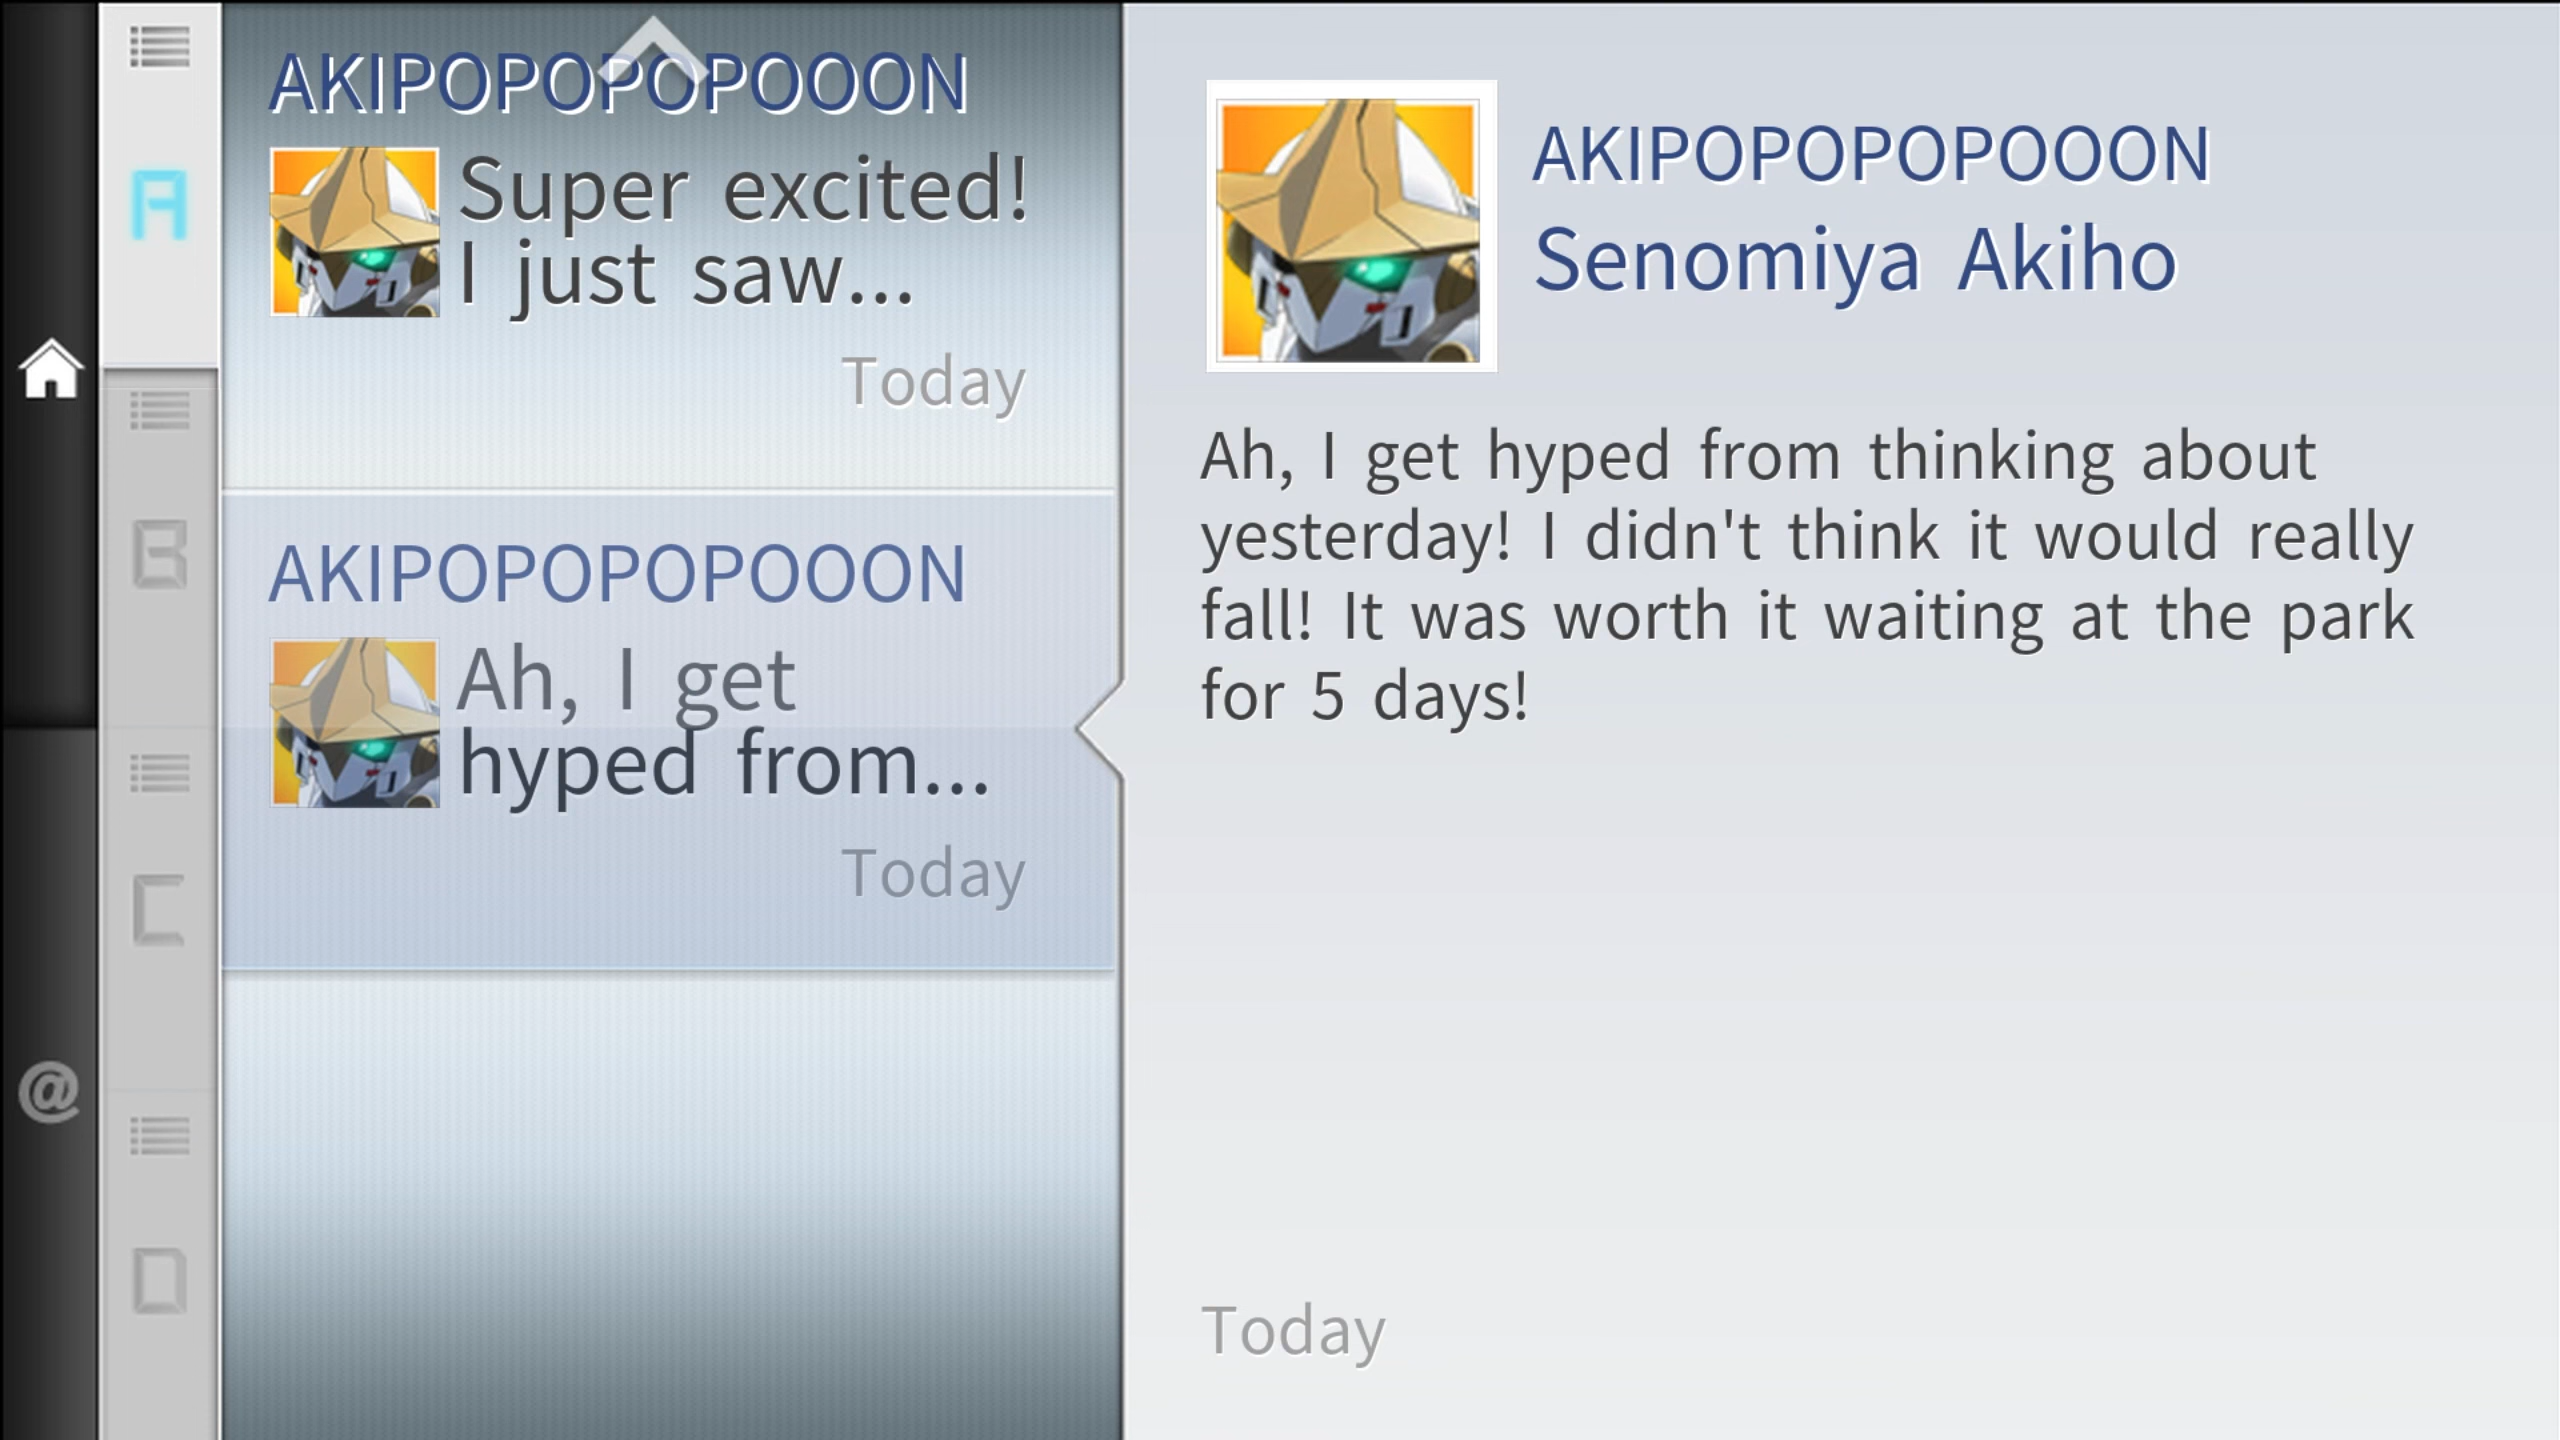 A
B
C
D
@
AKIPOPOPOPOOON
Super excited!
I just saw...
Today
AKIPOPOPOPOOON
Ah, I get
hyped from...
Today
AKIPOPOPOPOOON
Senomiya Akiho
Ah, I get hyped from thinking about
yesterday! I didn't think it would really
fall! It was worth it waiting at the park
for 5 days!
Today